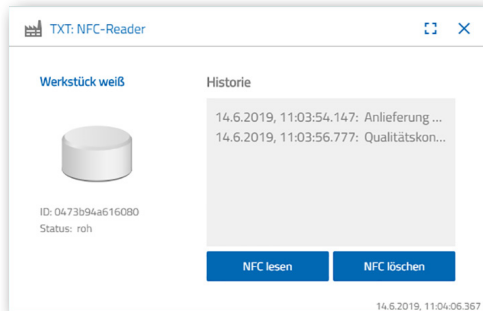 TXT: NFC-Reader
Werkstück weiß
Historie
14.6.2019, 11:03:54.147: Anlieferung ...
14.6.2019, 11:03:56.777: Qualitätskon...
ID: 0473b94a616080
Status: roh
NFC lesen
NFC löschen
14.6.2019, 11:04:06.367